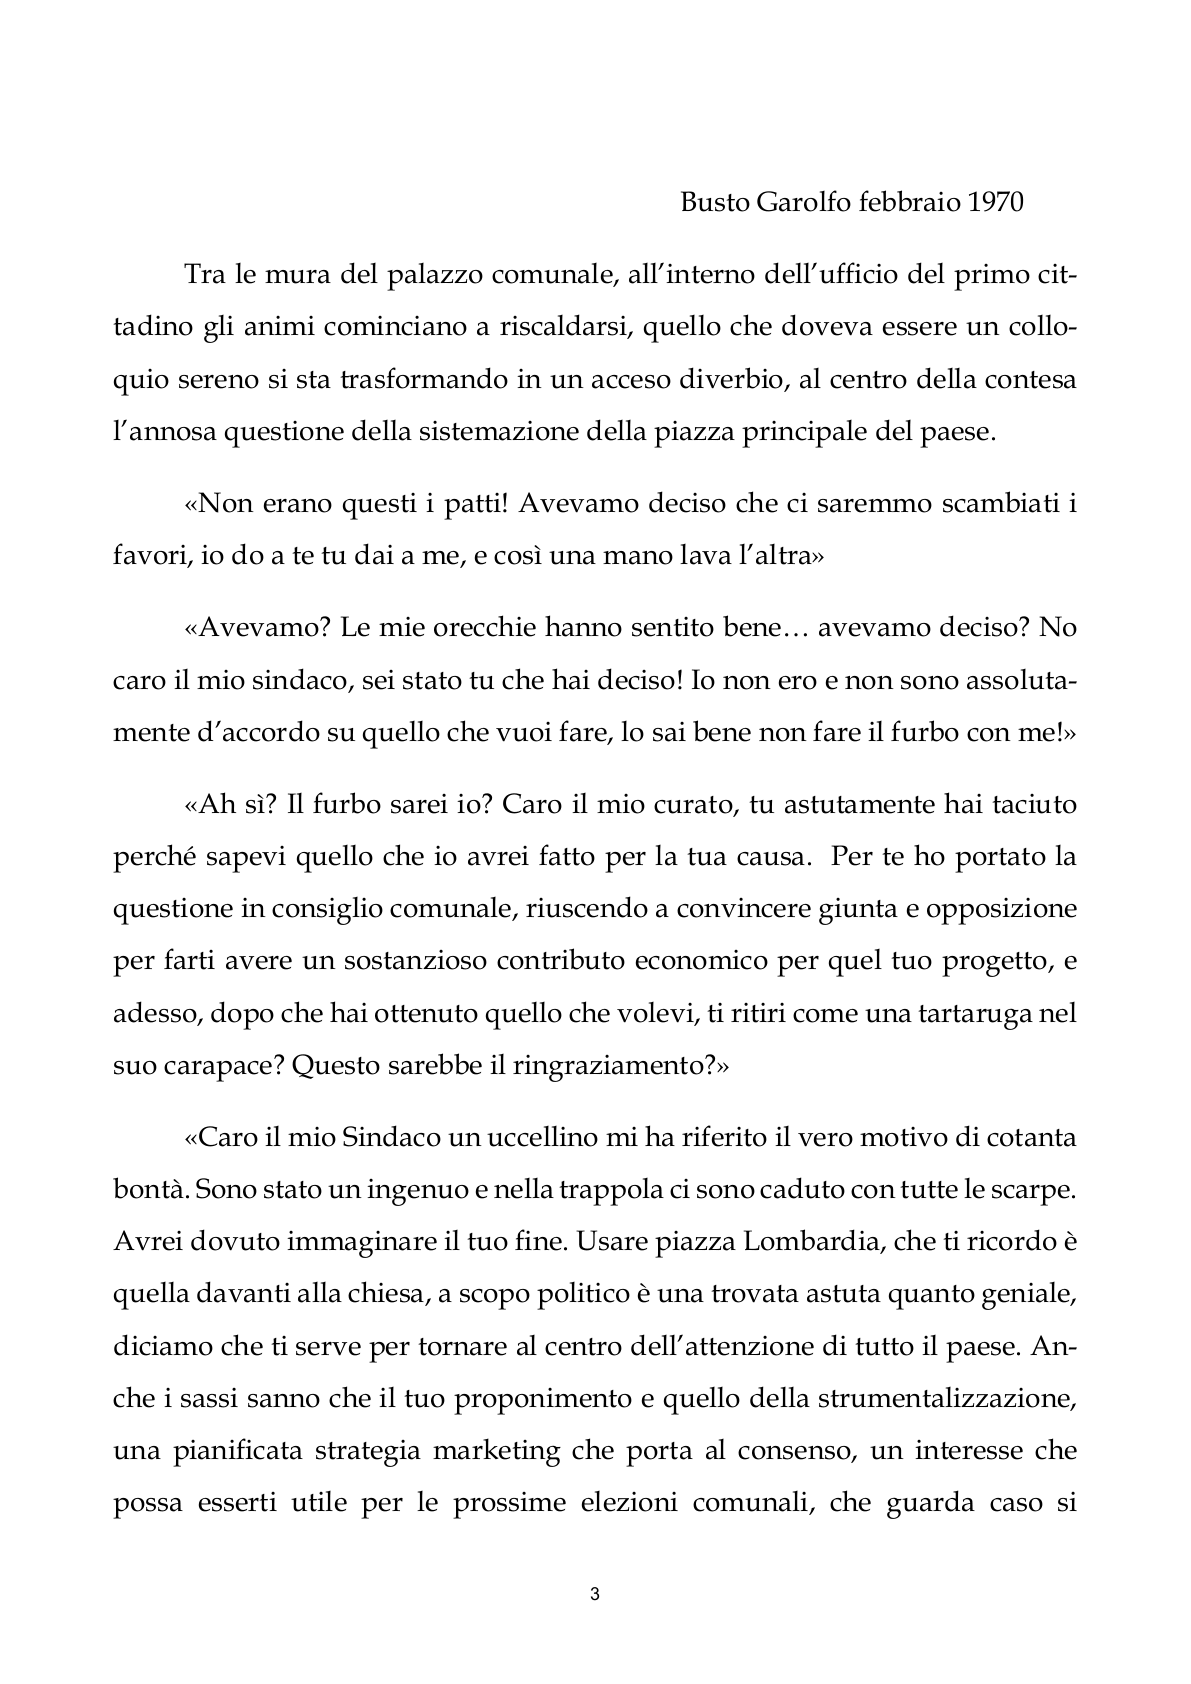 Busto Garolfo febbraio 1970
Tra le mura del palazzo comunale, all’interno dell’ufficio del primo cit-
tadino gli animi cominciano a riscaldarsi, quello che doveva essere un collo-
quio sereno si sta trasformando in un acceso diverbio, al centro della contesa
l’annosa questione della sistemazione della piazza principale del paese.
«Non erano questi i patti! Avevamo deciso che ci saremmo scambiati i
favori, io do a te tu dai a me, e così una mano lava l’altra»
«Avevamo? Le mie orecchie hanno sentito bene… avevamo deciso? No
caro il mio sindaco, sei stato tu che hai deciso! Io non ero e non sono assoluta-
mente d’accordo su quello che vuoi fare, lo sai bene non fare il furbo con me!»
«Ah sì? Il furbo sarei io? Caro il mio curato, tu astutamente hai taciuto
perché sapevi quello che io avrei fatto per la tua causa.  Per te ho portato la
questione in consiglio comunale, riuscendo a convincere giunta e opposizione
per farti avere un sostanzioso contributo economico per quel tuo progetto, e
adesso, dopo che hai ottenuto quello che volevi, ti ritiri come una tartaruga nel
suo carapace? Questo sarebbe il ringraziamento?»
«Caro il mio Sindaco un uccellino mi ha riferito il vero motivo di cotanta
bontà. Sono stato un ingenuo e nella trappola ci sono caduto con tutte le scarpe.
Avrei dovuto immaginare il tuo fine. Usare piazza Lombardia, che ti ricordo è
quella davanti alla chiesa, a scopo politico è una trovata astuta quanto geniale,
diciamo che ti serve per tornare al centro dell’attenzione di tutto il paese. An-
che i sassi sanno che il tuo proponimento e quello della strumentalizzazione,
una pianificata strategia marketing che porta al consenso, un interesse che
possa esserti utile per le prossime elezioni comunali, che guarda caso si
3